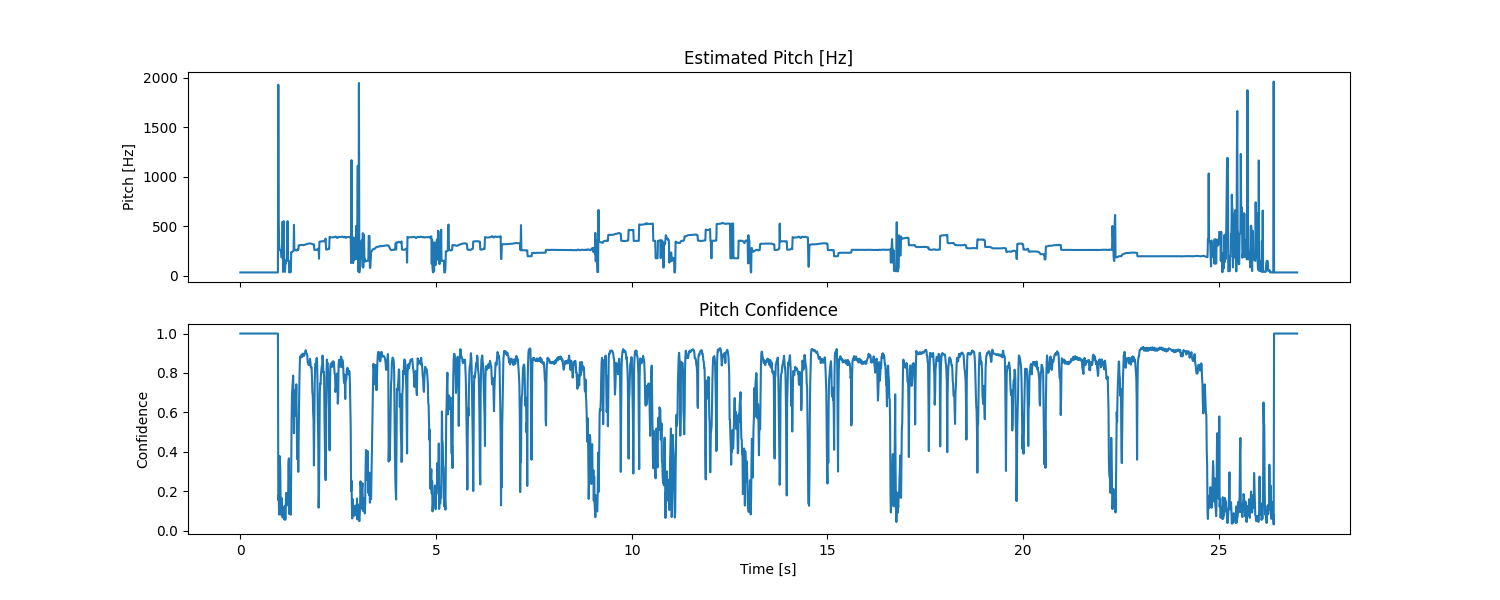 Estimated Pitch [Hz]
2000
1500
1000
500
0
Pitch [Hz]
Pitch Confidence
1.0
0.8
0.6
0.4
0.2
0.0
Confidence
0 5 10 15 20 25
Time [s]